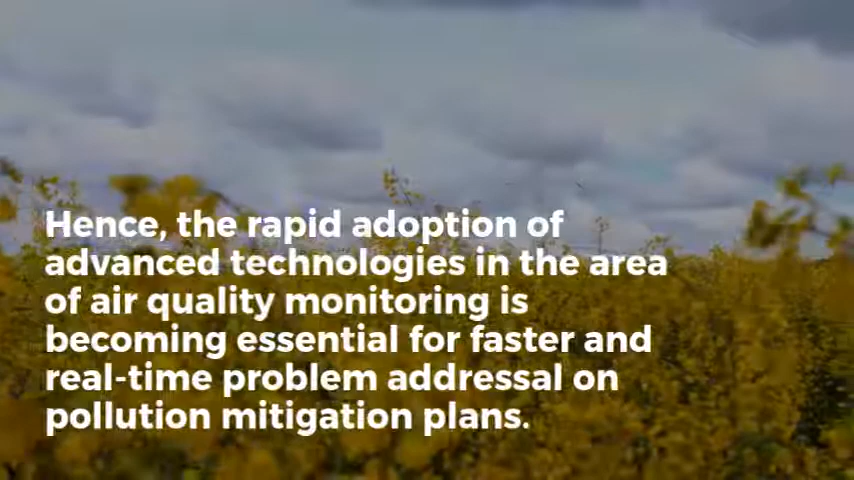 Hence, the rapid adoption of
advanced technologies in the area
of air quality monitoring is
becoming essential for faster and
real-time problem addressal on
pollution mitigation plans.